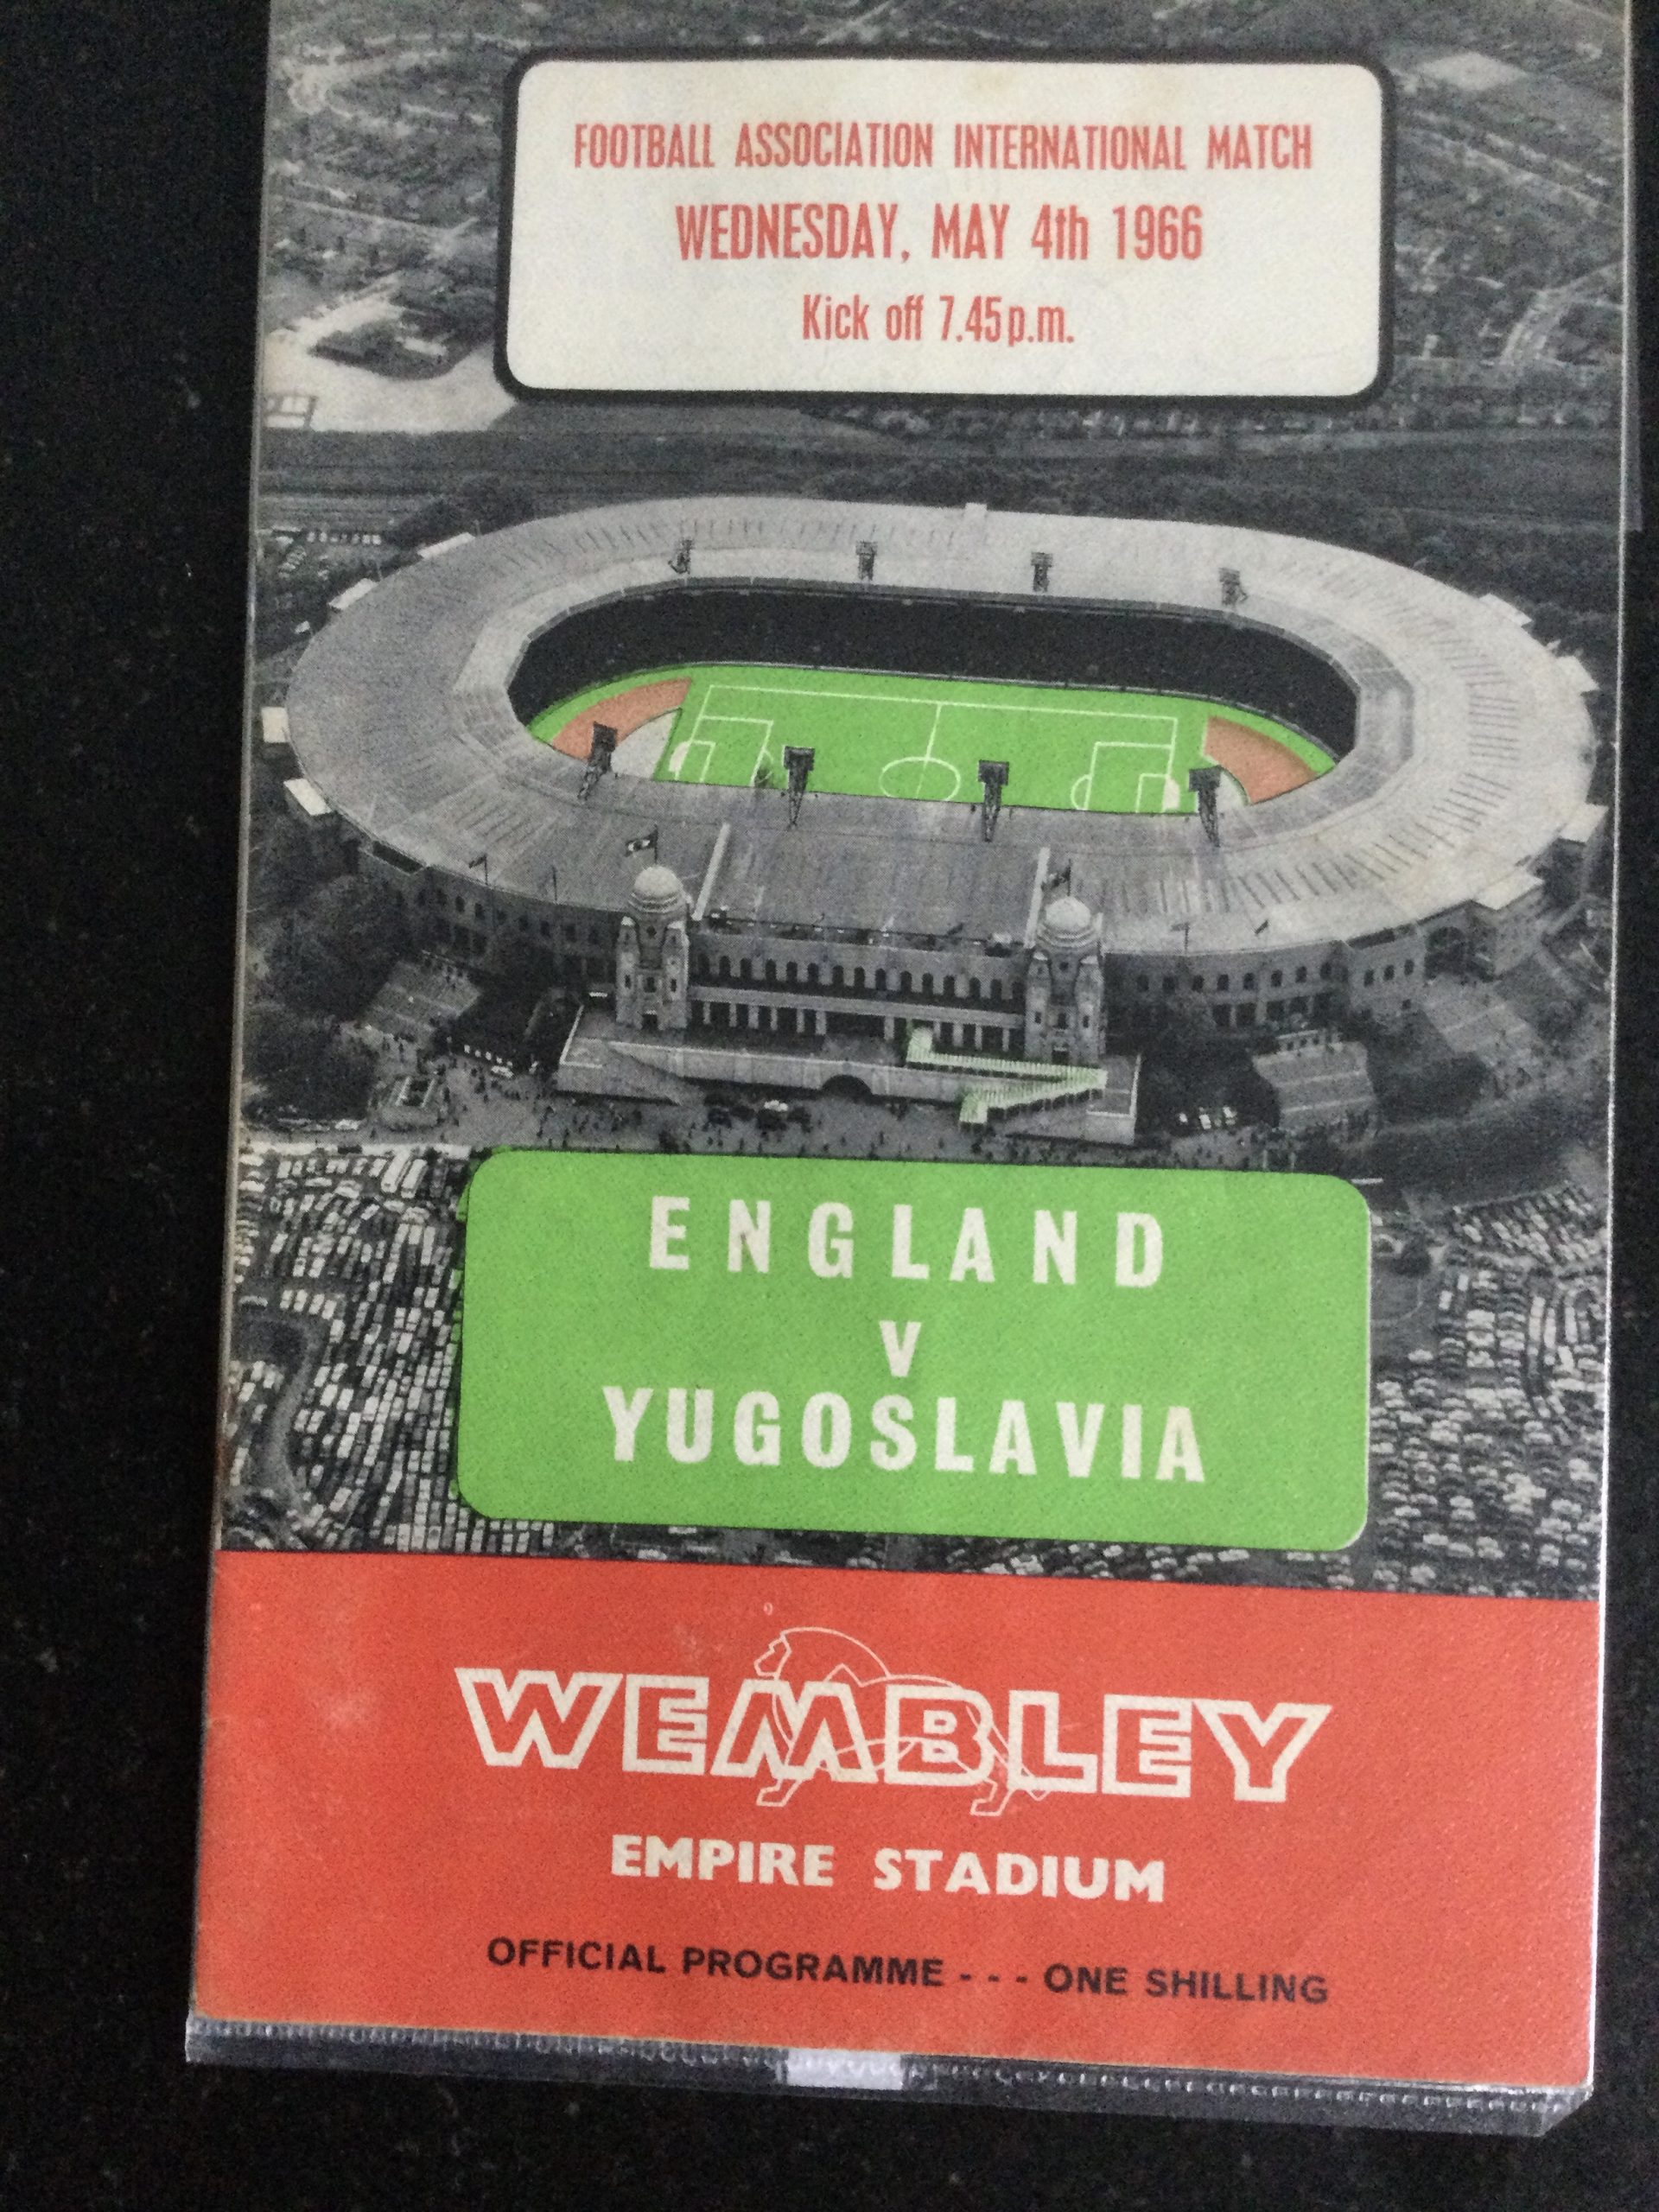 FOOTBALL ASSOCIATION INTERNATIONAL MATCH
WEDNESDAY, MAY 4th 1966
Kick off 7.45p.m.
ENGLAND
V
YUGOSLAVIA
WEMBLEY
EMPIRE STADIUM
OFFICIAL PROGRAMME - - - ONE SHILLING